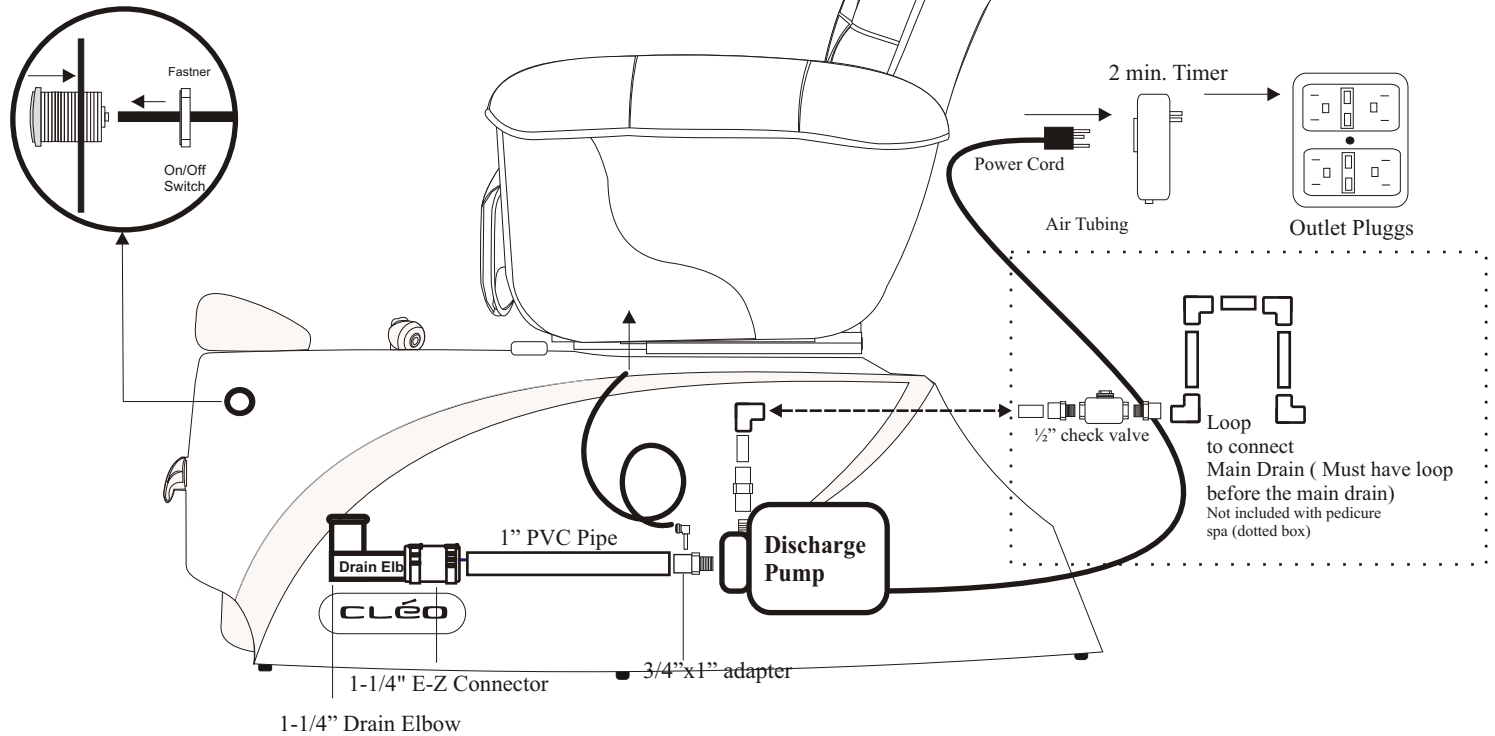 Fastner
On/Off
Switch
2 min. Timer
Power Cord
Air Tubing
Outlet Pluggs
½” check valve
Loop
to connect
Main Drain ( Must have loop
before the main drain)
Not included with pedicure
spa (dotted box)
1” PVC Pipe
Discharge
Pump
Drain Elb
CLéO
3/4”x1” adapter
1-1/4" E-Z Connector
1-1/4” Drain Elbow